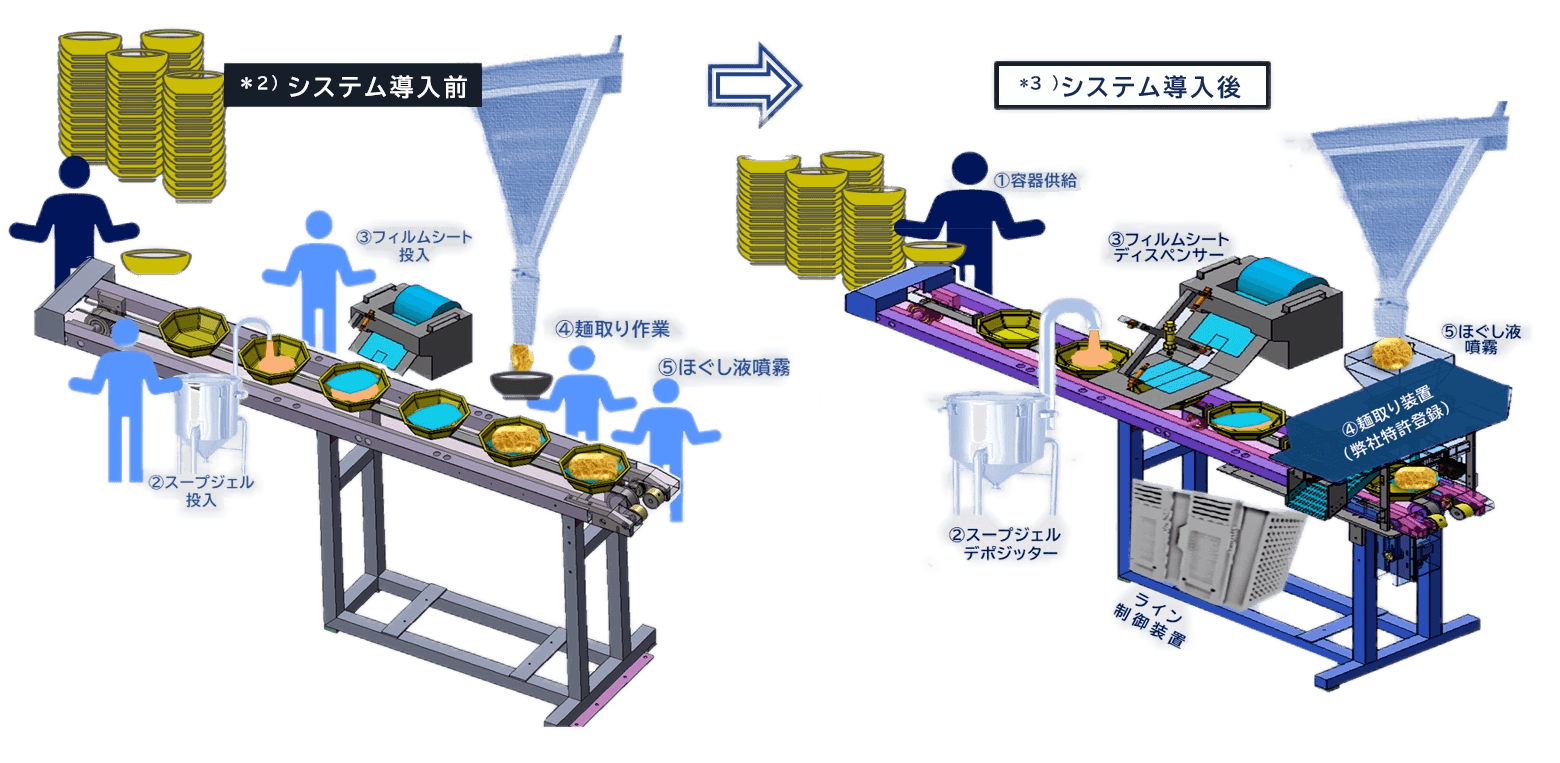 *2) システム導入前
③フィルムシート
投入
④麺取り作業
⑤ほぐし液噴霧
②スープジェル
投入
*3 )システム導入後
①容器供給
③フィルムシート
ディスペンサー
⑤ほぐし液
噴霧
④麺取り装置
(弊社特許登録)
②スープジェル
デポジッター
ライン
制御装置